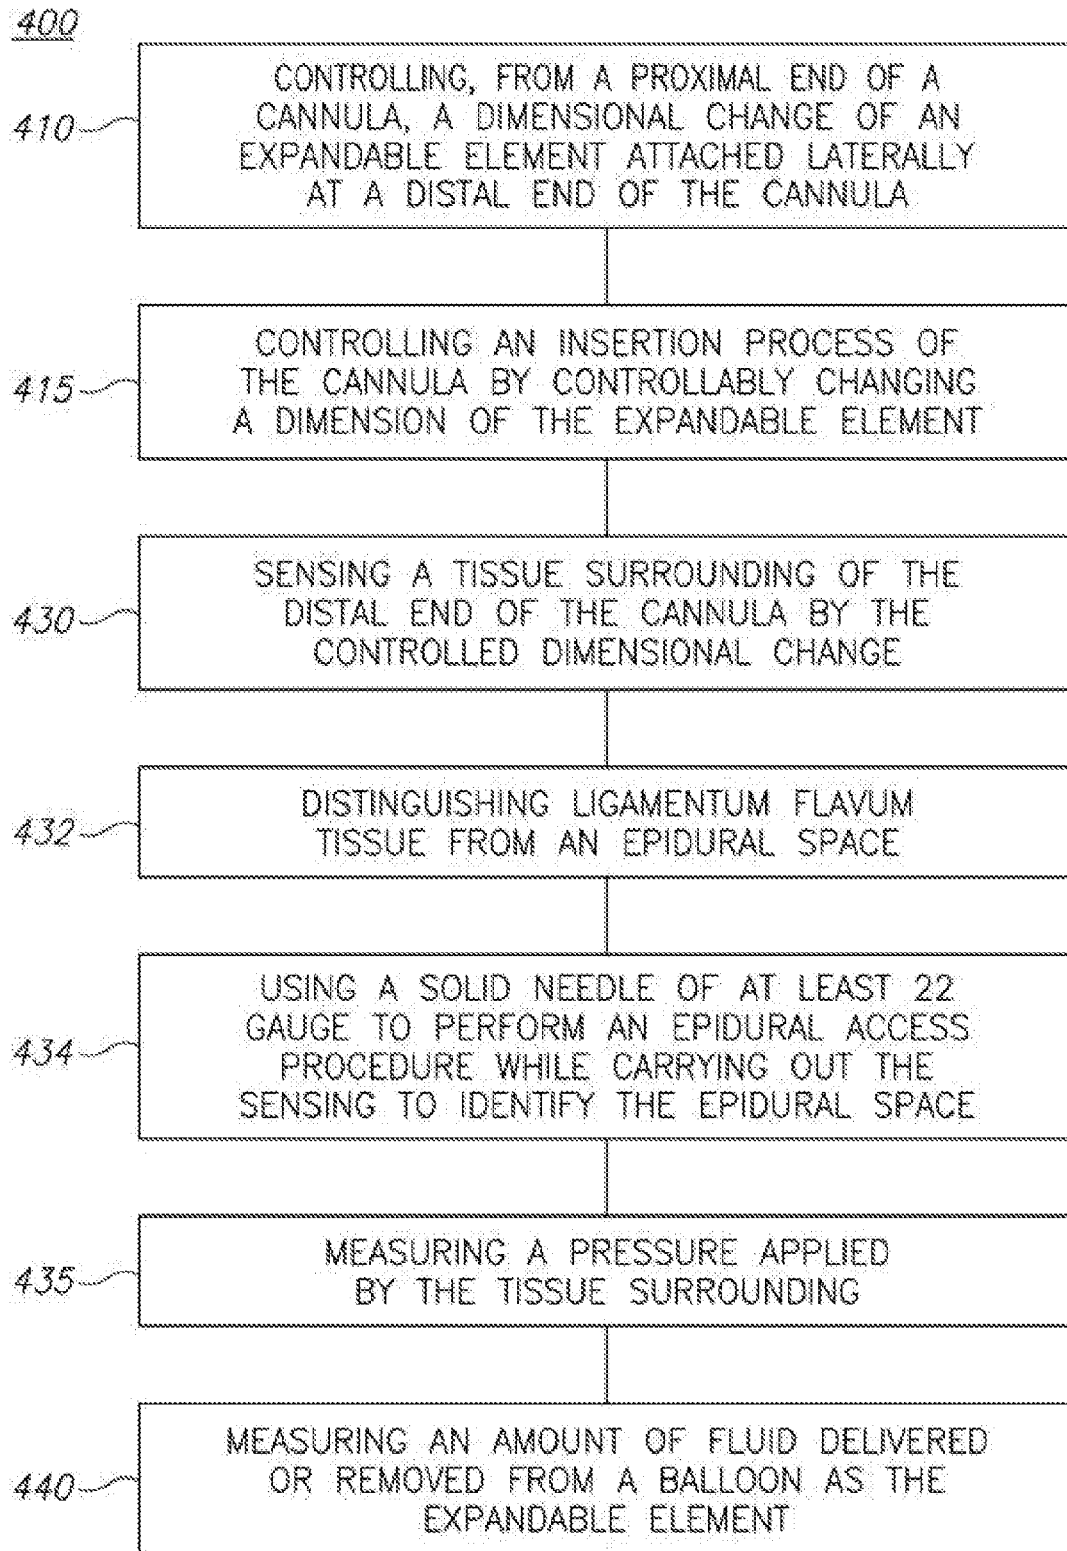 400
410
CONTROLLING, FROM A PROXIMAL END OF A
CANNULA, A DIMENSIONAL CHANGE OF AN
EXPANDABLE ELEMENT ATTACHED LATERALLY
AT A DISTAL END OF THE CANNULA
415
CONTROLLING AN INSERTION PROCESS OF
THE CANNULA BY CONTROLLABLY CHANGING
A DIMENSION OF THE EXPANDABLE ELEMENT
430
SENSING A TISSUE SURROUNDING OF THE
DISTAL END OF THE CANNULA BY THE
CONTROLLED DIMENSIONAL CHANGE
432
DISTINGUISHING LIGAMENTUM FLAVUM
TISSUE FROM AN EPIDURAL SPACE
434
USING A SOLID NEEDLE OF AT LEAST 22
GAUGE TO PERFORM AN EPIDURAL ACCESS
PROCEDURE WHILE CARRYING OUT THE
SENSING TO IDENTIFY THE EPIDURAL SPACE
435
MEASURING A PRESSURE APPLIED
BY THE TISSUE SURROUNDING
440
MEASURING AN AMOUNT OF FLUID DELIVERED
OR REMOVED FROM A BALLOON AS THE
EXPANDABLE ELEMENT